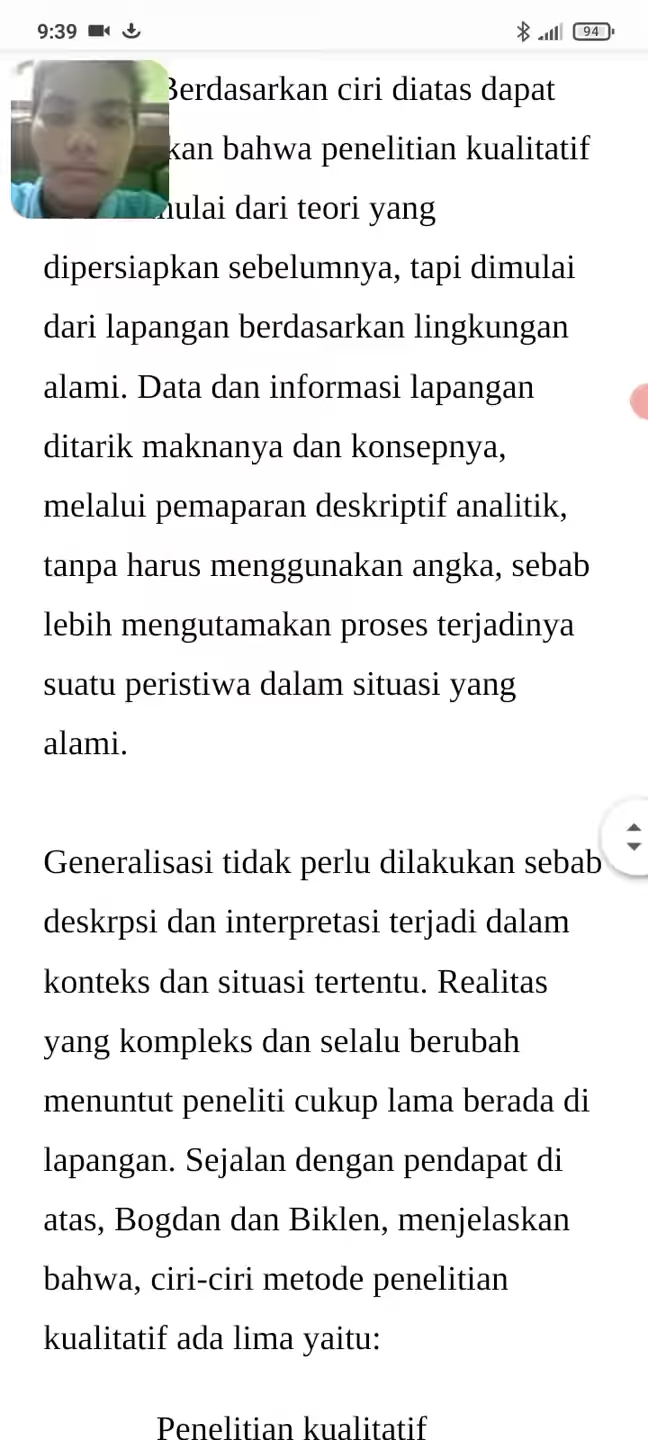 9:39
94
Berdasarkan ciri diatas dapat
kan bahwa penelitian kualitatif
mulai dari teori yang
dipersiapkan sebelumnya, tapi dimulai
dari lapangan berdasarkan lingkungan
alami. Data dan informasi lapangan
ditarik maknanya dan konsepnya,
melalui pemaparan deskriptif analitik,
tanpa harus menggunakan angka, sebab
lebih mengutamakan proses terjadinya
suatu peristiwa dalam situasi yang
alami.
Generalisasi tidak perlu dilakukan sebab
deskrpsi dan interpretasi terjadi dalam
konteks dan situasi tertentu. Realitas
yang kompleks dan selalu berubah
menuntut peneliti cukup lama berada di
lapangan. Sejalan dengan pendapat di
atas, Bogdan dan Biklen, menjelaskan
bahwa, ciri-ciri metode penelitian
kualitatif ada lima yaitu:
Penelitian kualitatif